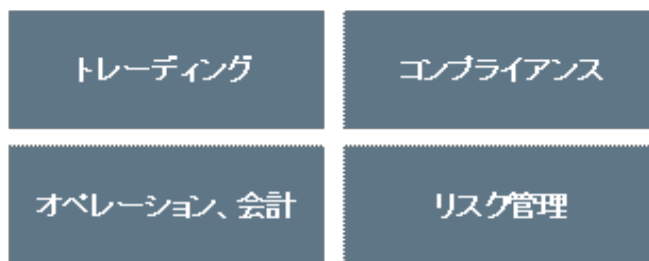 トレーディング
コンプライアンス
オペレーション、会計
リスク管理